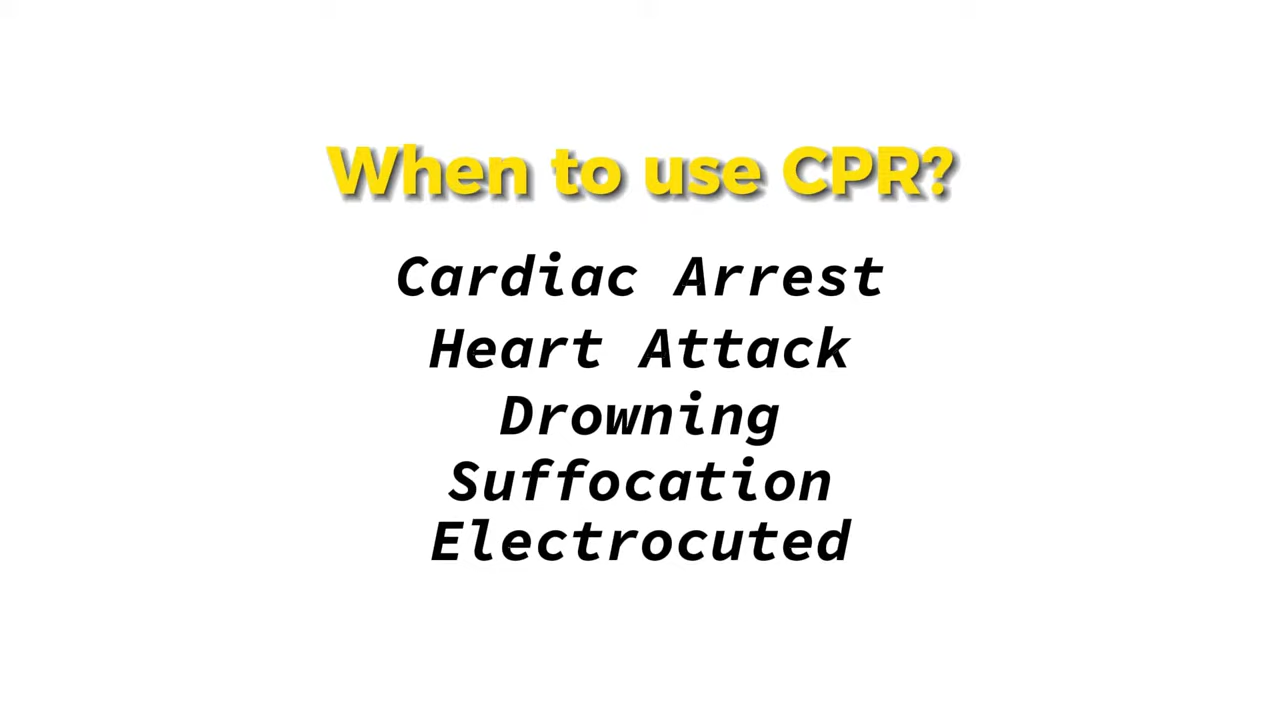 When to use CPR?
Cardiac Arrest
Heart Attack
Drowning
Suffocation
Electrocuted